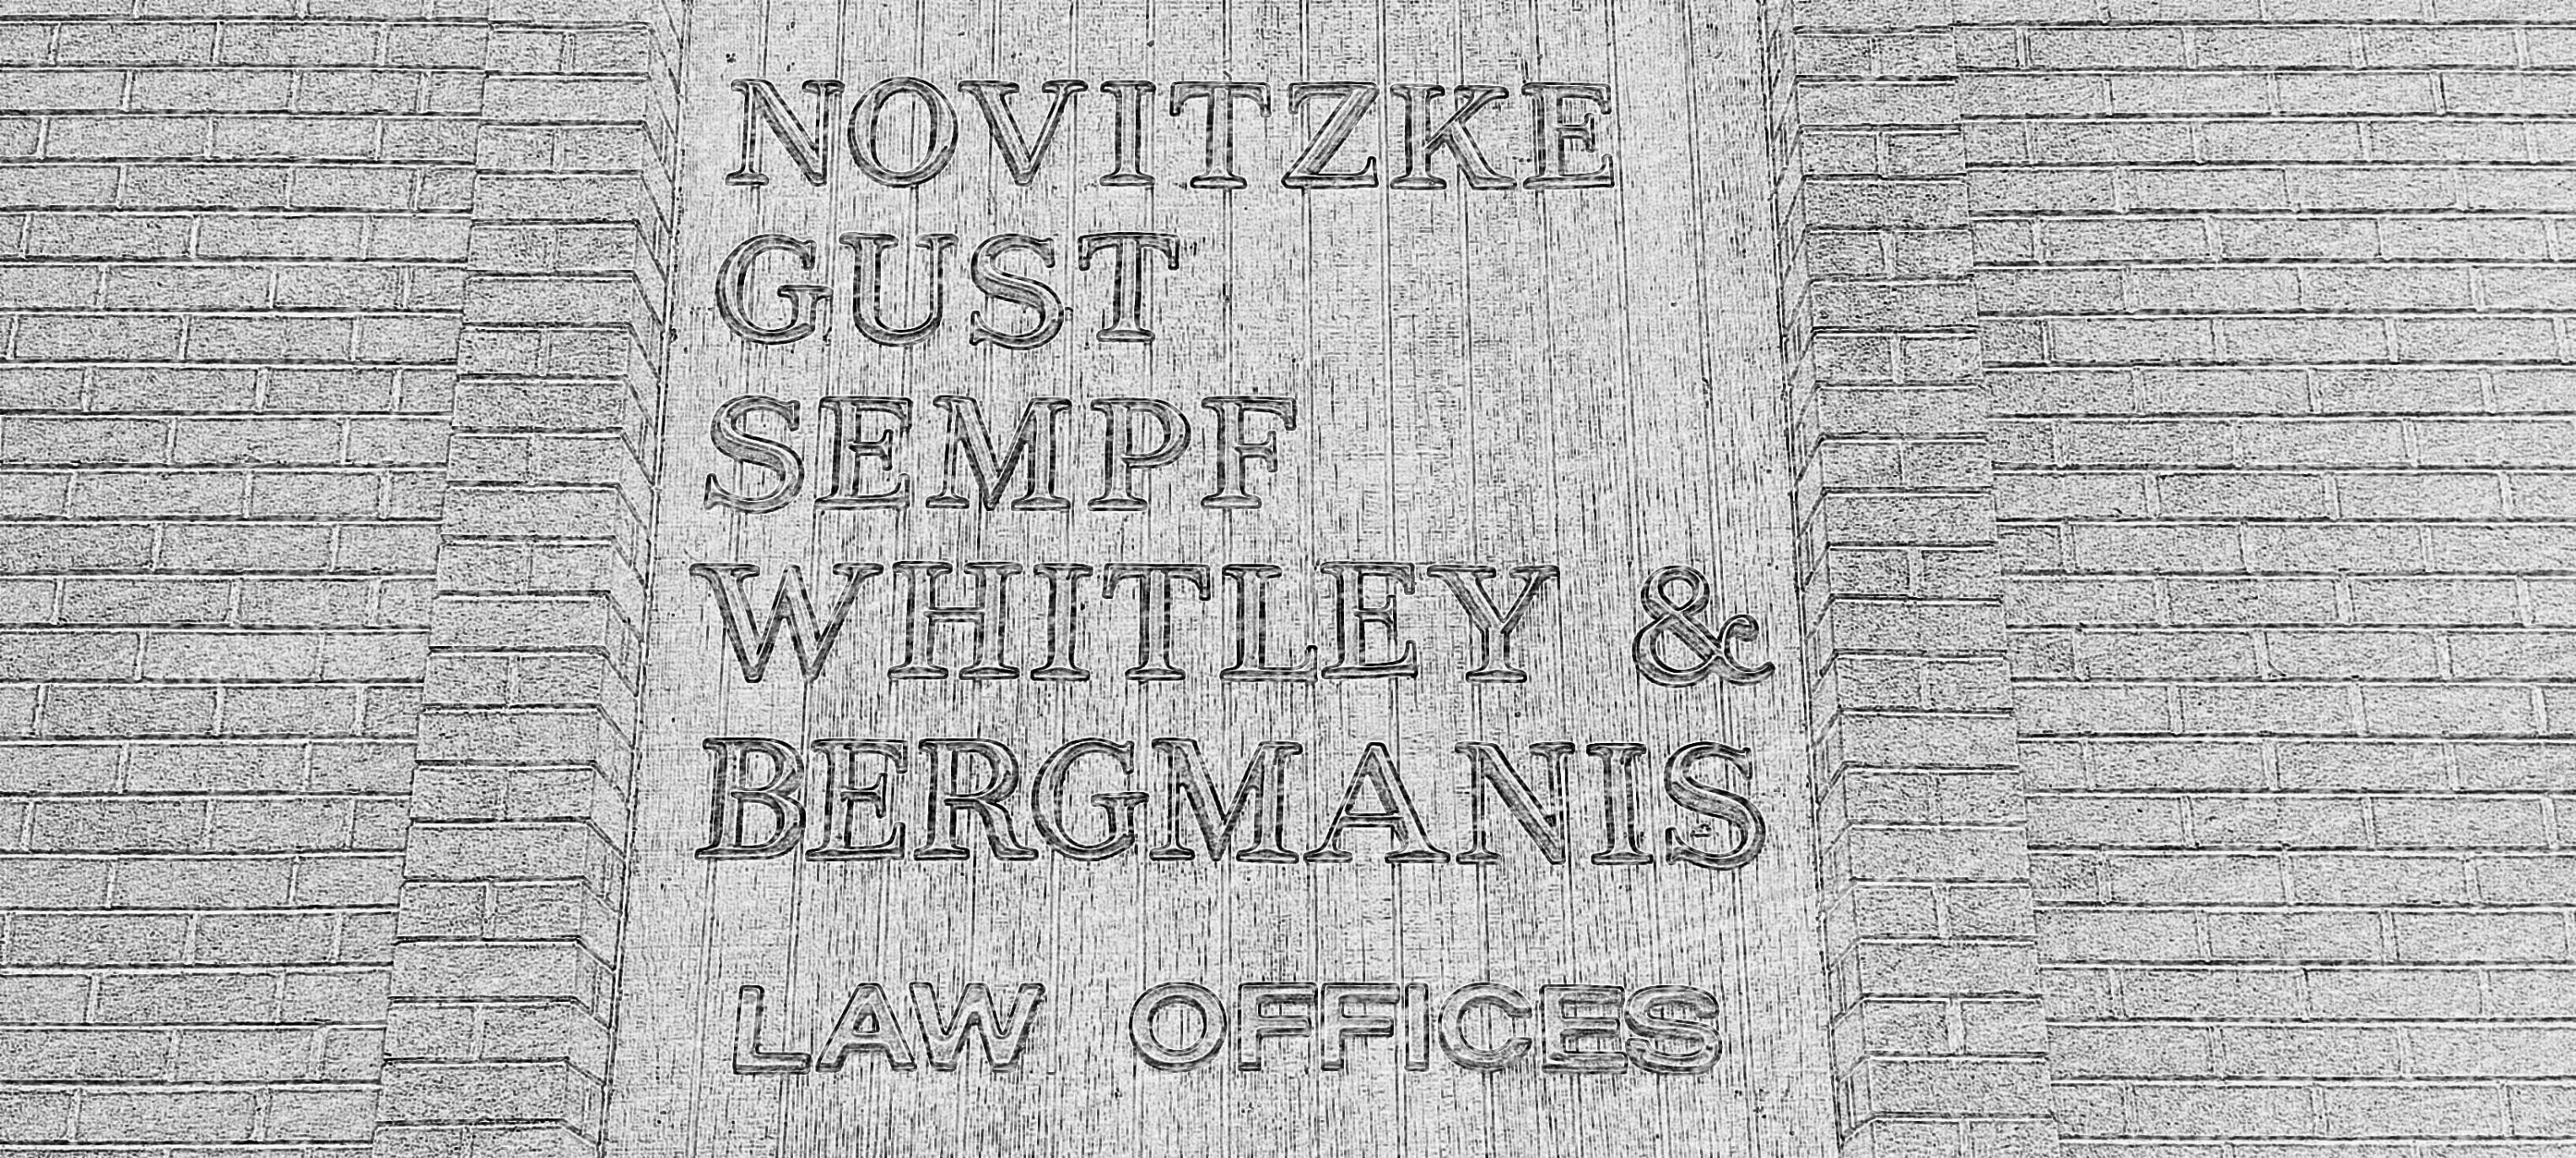 NOVITZKE
GUST
SEMPF
WHITLEY &
BERGMANIS
LAW OFFICES